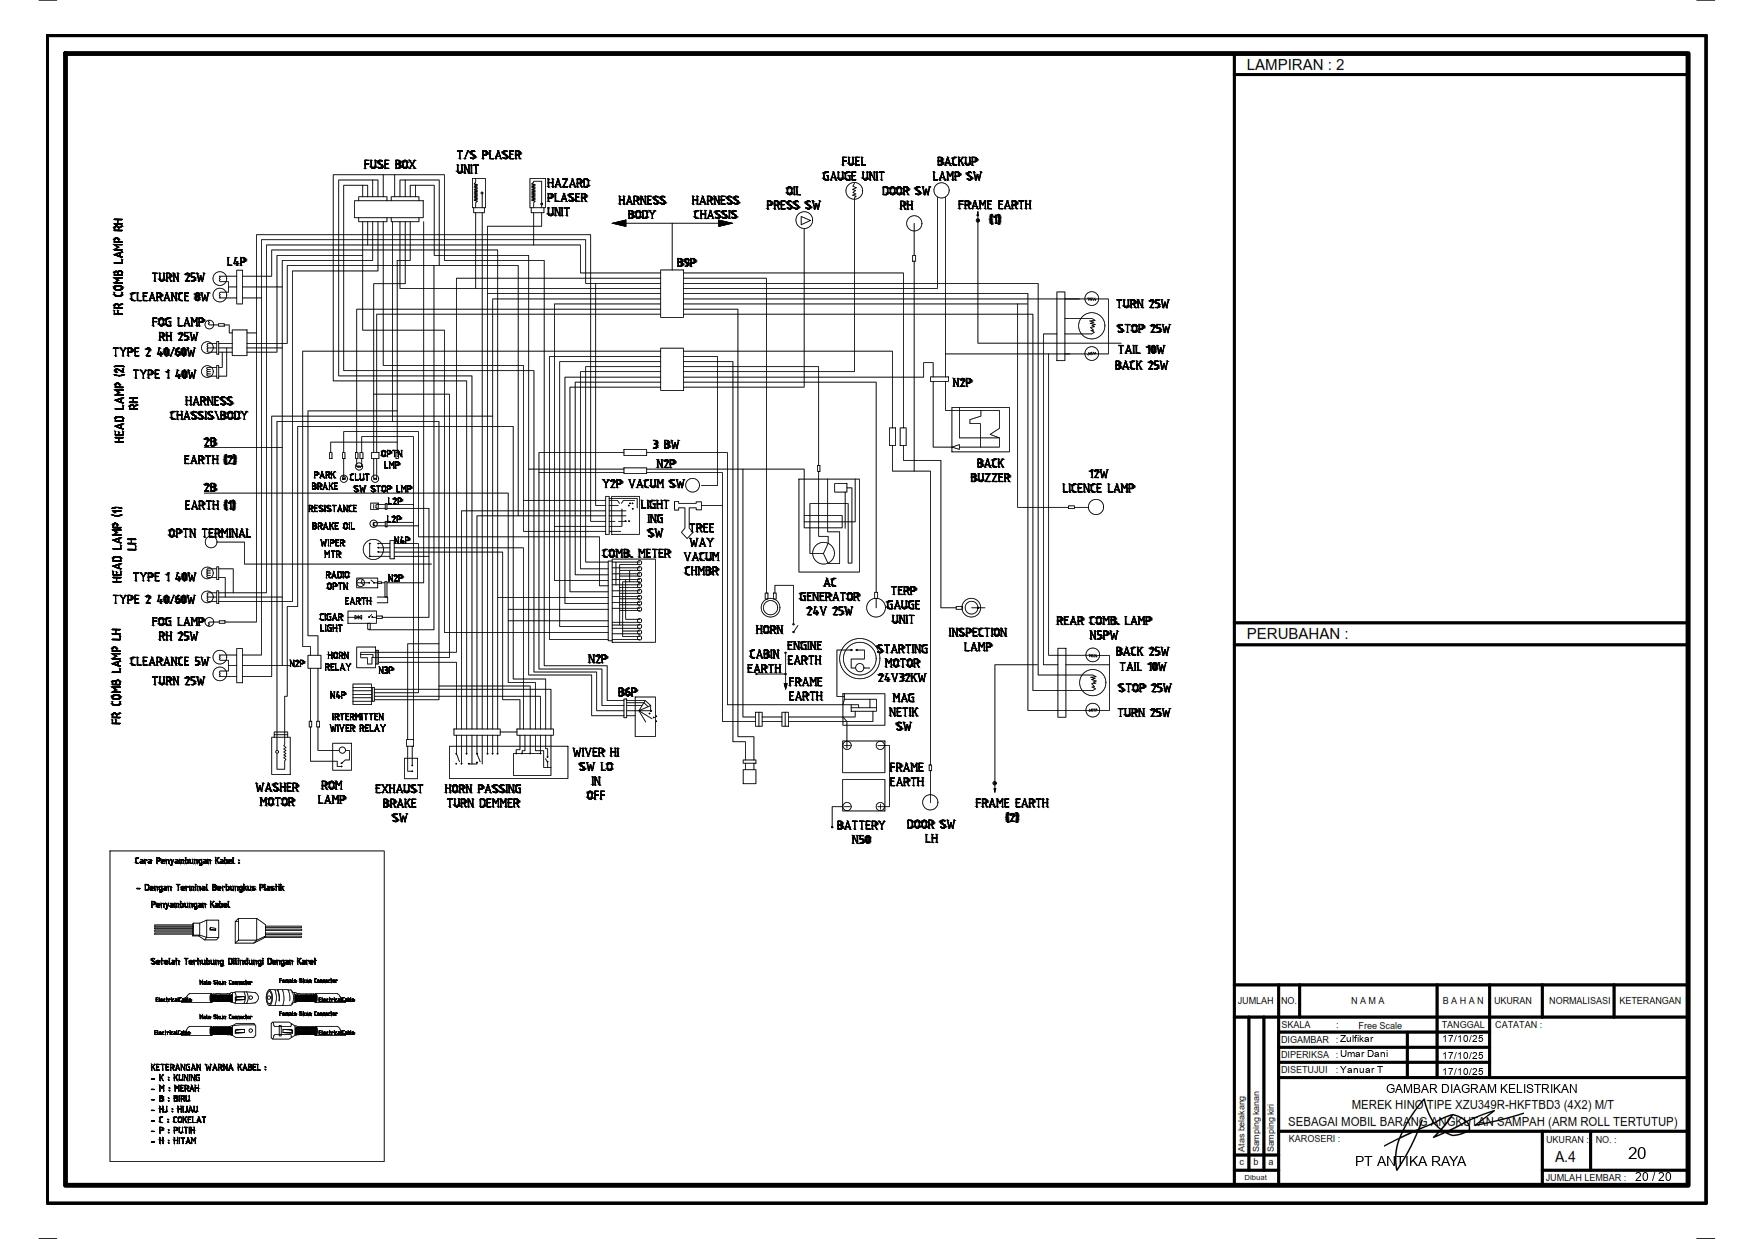 LAMPIRAN : 2
FUSE BOX
T/S PLASER
UNIT
HAZARD
PLASER
UNIT
HARNESS
BODY
HARNESS
CHASSIS
OIL
PRESS SW
FUEL
GAUGE UNIT
DOOR SW
RH
BACKUP
LAMP SW
FRAME EARTH
(1)
FR COMB LAMP RH
L4P
TURN 25W
CLEARANCE 8W
FOG LAMP
RH 25W
TYPE 2 40/60W
TYPE 1 40W
HEAD LAMP (2)
RH
HARNESS
CHASSIS\BODY
2B
EARTH (2)
2B
EARTH (1)
OPTN TERMINAL
HEAD LAMP (1)
LH
TYPE 1 40W
TYPE 2 40/60W
FOG LAMP
RH 25W
FR COMB LAMP LH
CLEARANCE 5W
TURN 25W
B9P
TURN 25W
STOP 25W
TAIL 10W
BACK 25W
N2P
BACK
BUZZER
12W
LICENCE LAMP
OPTN
LMP
PARK
BRAKE
CLUT
SW
STOP LMP
RESISTANCE
L2P
BRAKE OIL
L2P
WIPER
MTR
N4P
RADIO
OPTN
N2P
EARTH
CIGAR
LIGHT
HORN
RELAY
N2P
N3P
N4P
IRTERMITTEN
WIVER RELAY
3 BW
N2P
Y2P VACUM SW
LIGHT
ING
SW
TREE
WAY
VACUM
CHMBR
COMB. METER
N2P
B6P
AC
GENERATOR
24V 25W
TERP
GAUGE
UNIT
HORN
ENGINE
EARTH
CABIN
EARTH
FRAME
EARTH
STARTING
MOTOR
24V32KW
MAG
NETIK
SW
FRAME
EARTH
BATTERY
N50
DOOR SW
LH
INSPECTION
LAMP
FRAME EARTH
(2)
REAR COMB. LAMP
N5PW
BACK 25W
TAIL 10W
STOP 25W
TURN 25W
WASHER
MOTOR
ROM
LAMP
EXHAUST
BRAKE
SW
HORN PASSING
TURN DEMMER
WIVER HI
SW LO
IN
OFF
Cara Penyambungan Kabel :
- Dengan Terminal Berbungkus Plastik
Penyambungan Kabel
Setelah Terhubung Dilindungi Dengan Karet
ElectricalCable
ElectricalCable
ElectricalCable
ElectricalCable
KETERANGAN WARNA KABEL :
- K : KUNING
- M : MERAH
- B : BIRU
- HJ : HIJAU
- C : COKELAT
- P : PUTIH
- H : HITAM
PERUBAHAN :
JUMLAH NO. N A M A B A H A N UKURAN NORMALISASI KETERANGAN
SKALA : Free Scale TANGGAL CATATAN :
DIGAMBAR : Zulfikar 17/10/25
DIPERIKSA : Umar Dani 17/10/25
DISETUJUI : Yanuar T 17/10/25
GAMBAR DIAGRAM KELISTRIKAN
MEREK HINO TIPE XZU349R-HKFTBD3 (4X2) M/T
SEBAGAI MOBIL BARANG ANGKUTAN SAMPAH (ARM ROLL TERTUTUP)
Atas belakang
Samping kanan
Samping kiri
c b a
Dibuat
KAROSERI :
PT ANTIKA RAYA
UKURAN : NO. :
A.4 20
JUMLAH LEMBAR : 20 / 20